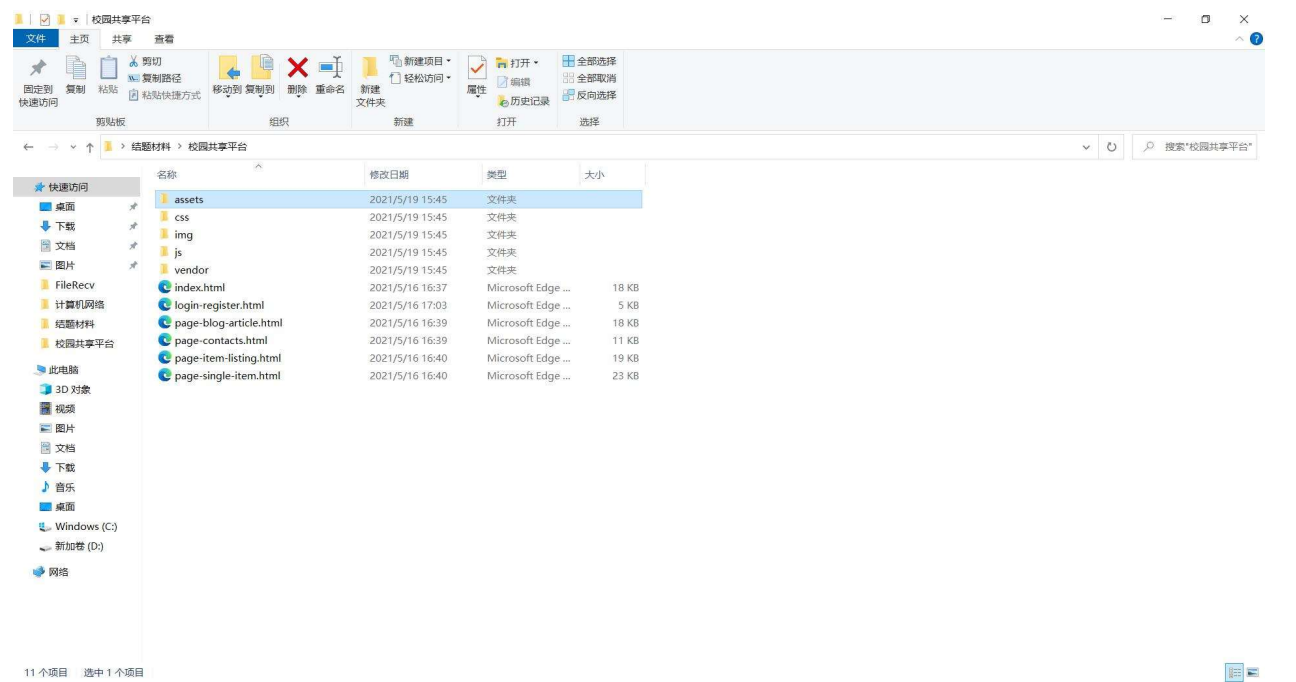 校园共享平台
文件 主页 共享 查看
固定到快速访问 复制 粘贴 剪切 复制路径 粘贴快捷方式 移动到 复制到 删除 重命名 新建文件夹 新建项目 轻松访问 属性 打开 编辑 历史记录 全部选择 全部取消 反向选择
剪贴板 组织 新建 打开 选择
结题材料 校园共享平台 搜索"校园共享平台"
名称 修改日期 类型 大小
快速访问
桌面
下载
文档
图片
FileRecv
计算机网络
结题材料
校园共享平台
此电脑
3D 对象
视频
图片
文档
下载
音乐
桌面
Windows (C:)
新加卷 (D:)
网络
assets 2021/5/19 15:45 文件夹
css 2021/5/19 15:45 文件夹
img 2021/5/19 15:45 文件夹
js 2021/5/19 15:45 文件夹
vendor 2021/5/19 15:45 文件夹
index.html 2021/5/16 16:37 Microsoft Edge ... 18 KB
login-register.html 2021/5/16 17:03 Microsoft Edge ... 5 KB
page-blog-article.html 2021/5/16 16:39 Microsoft Edge ... 18 KB
page-contacts.html 2021/5/16 16:39 Microsoft Edge ... 11 KB
page-item-listing.html 2021/5/16 16:40 Microsoft Edge ... 19 KB
page-single-item.html 2021/5/16 16:40 Microsoft Edge ... 23 KB
11 个项目 选中 1 个项目